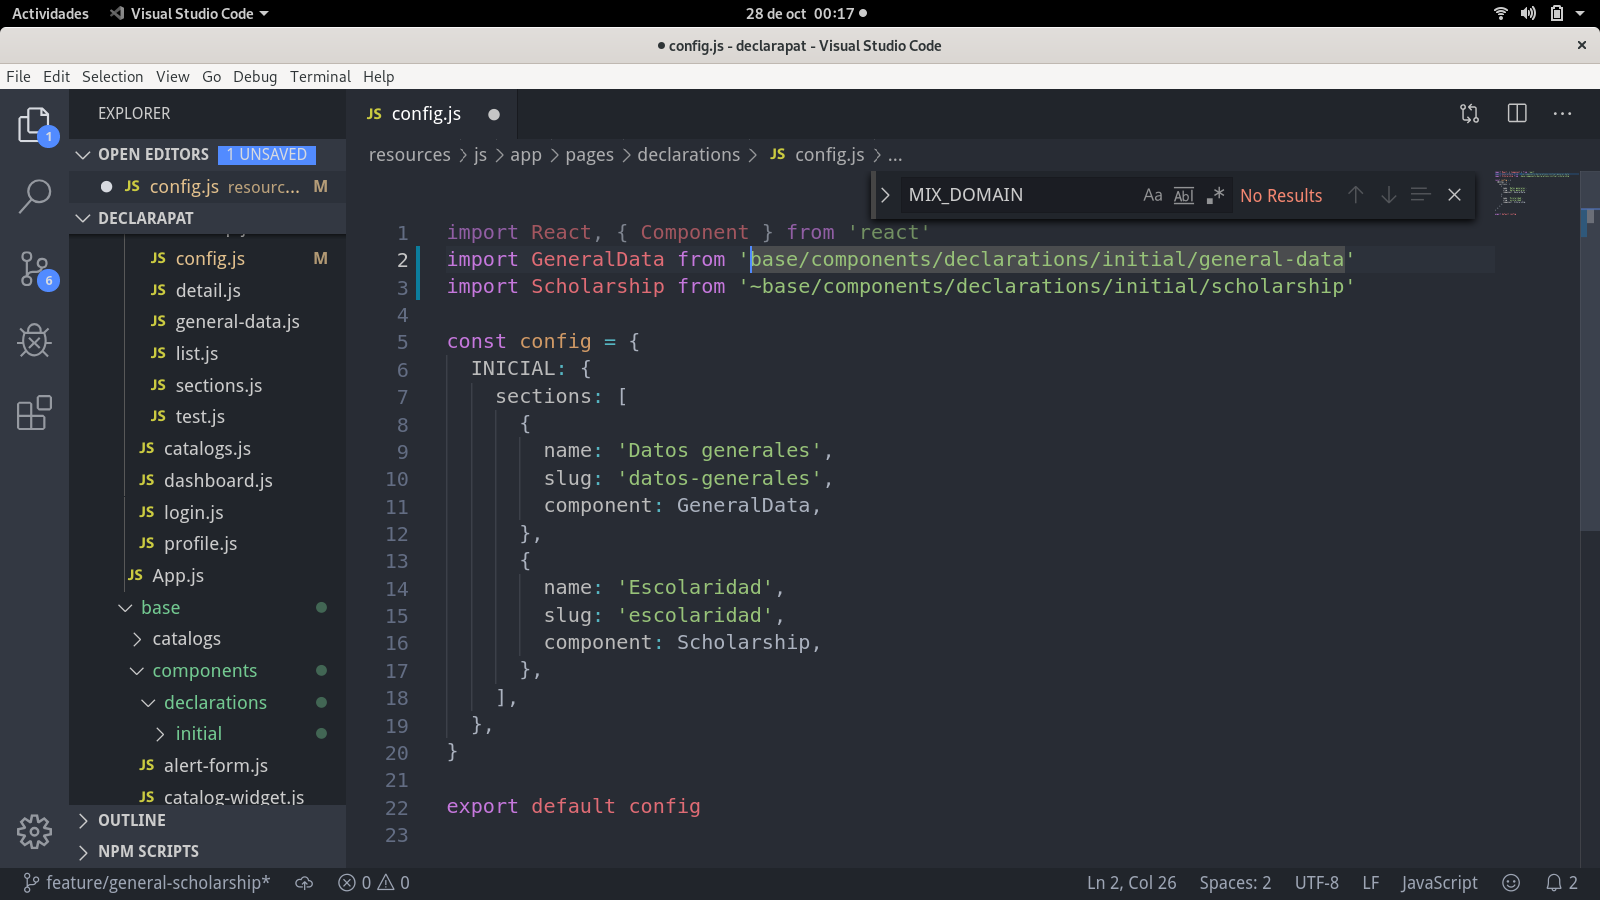 Actividades Visual Studio Code 28 de oct 00:17
config.js - declarapat - Visual Studio Code
File Edit Selection View Go Debug Terminal Help
EXPLORER
OPEN EDITORS 1 UNSAVED
JS config.js resourc... M
DECLARAPAT
JS config.js M
JS detail.js
JS general-data.js
JS list.js
JS sections.js
JS test.js
JS catalogs.js
JS dashboard.js
JS login.js
JS profile.js
JS App.js
base
catalogs
components
declarations
initial
JS alert-form.js
JS catalog-widget.js
OUTLINE
NPM SCRIPTS
1
6
JS config.js
resources > js > app > pages > declarations > JS config.js > ...
MIX_DOMAIN Aa Abl .* No Results
1 import React, { Component } from 'react'
2 import GeneralData from 'base/components/declarations/initial/general-data'
3 import Scholarship from '~base/components/declarations/initial/scholarship'
4
5 const config = {
6 INICIAL: {
7 sections: [
8 {
9 name: 'Datos generales',
10 slug: 'datos-generales',
11 component: GeneralData,
12 },
13 {
14 name: 'Escolaridad',
15 slug: 'escolaridad',
16 component: Scholarship,
17 },
18 ],
19 },
20 }
21
22 export default config
23
feature/general-scholarship* 0 0 Ln 2, Col 26 Spaces: 2 UTF-8 LF JavaScript 2